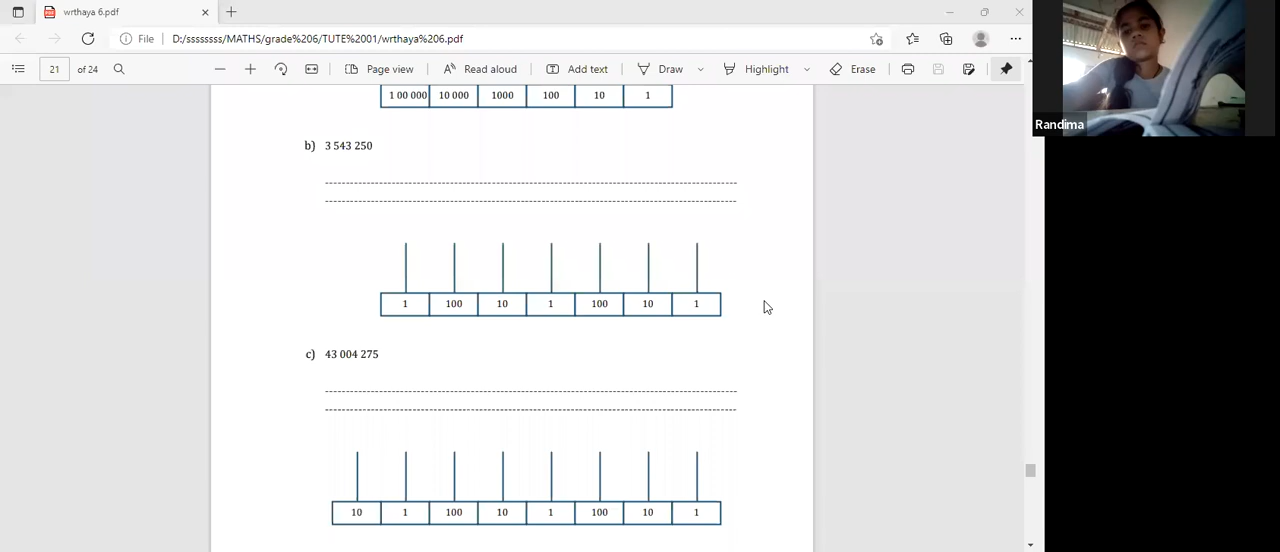 wrthaya 6.pdf
File D:/ssssssss/MATHS/grade%206/TUTE%2001/wrthaya%206.pdf
21 of 24 Page view Read aloud Add text Draw Highlight Erase
1 00 000 10 000 1000 100 10 1
b) 3 543 250
1 100 10 1 100 10 1
c) 43 004 275
10 1 100 10 1 100 10 1
Randima